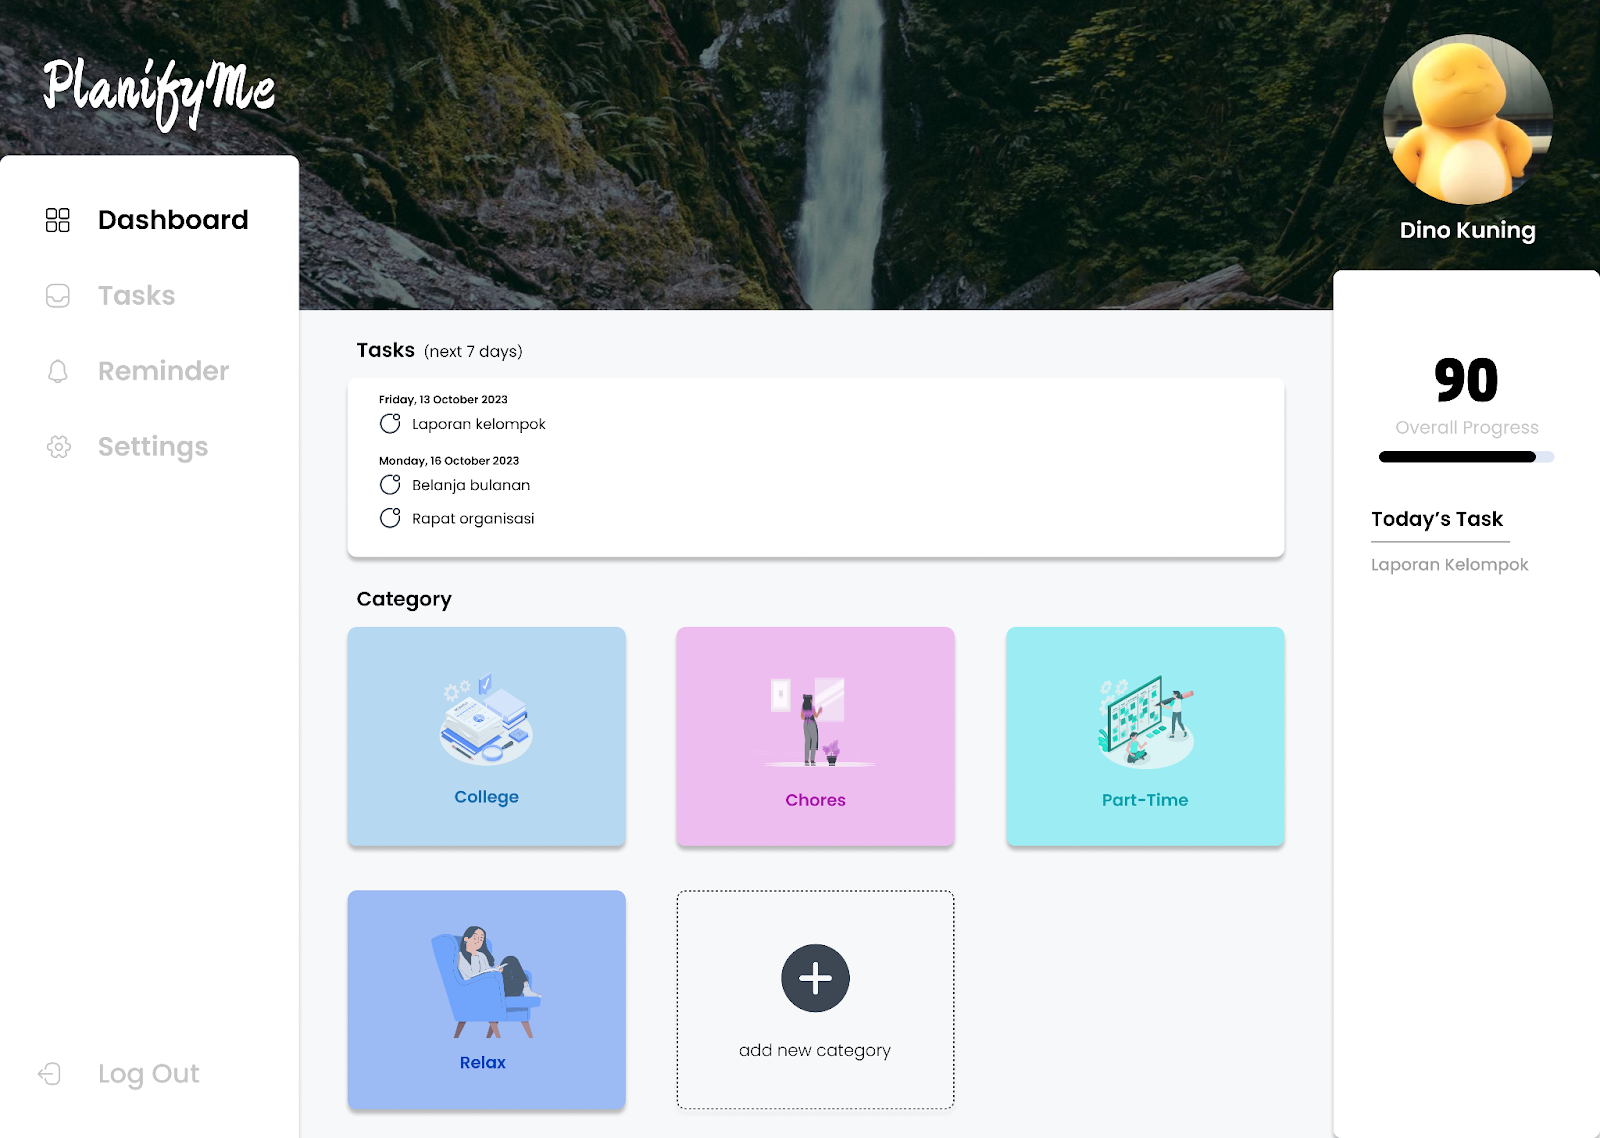 PlanifyMe
Dino Kuning
Dashboard
Tasks
Reminder
Settings
Log Out
Tasks (next 7 days)
Friday, 13 October 2023
Laporan kelompok
Monday, 16 October 2023
Belanja bulanan
Rapat organisasi
Category
College
Chores
Part-Time
Relax
add new category
90
Overall Progress
Today's Task
Laporan Kelompok